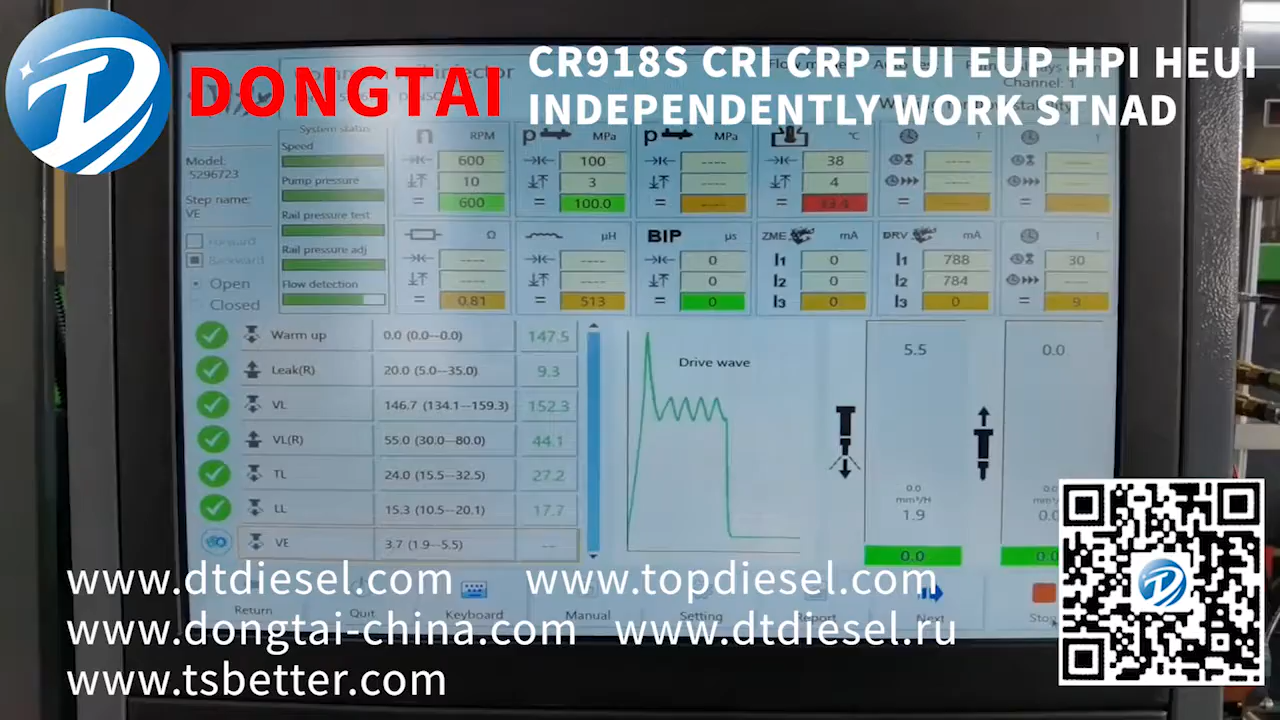 DONGTAI
CR918S CRI CRP EUI EUP HPI HEUI
INDEPENDENTLY WORK STNAD
Channel: 1
System status
Speed
Pump pressure
Rail pressure test
Rail pressure adj
Flow detection
Model:
5296723
Step name:
VE
Forward
Backward
Open
Closed
n RPM
600
10
= 600
p MPa
100
3
= 100.0
p MPa
----
----
= ----
°C
38
4
=
T
----
----
= ----
1
----
----
= ----
Ω
----
----
= 0.81
µH
----
----
= 513
BIP µs
0
0
= 0
ZME mA
I1 0
I2 0
I3 0
DRV mA
I1 788
I2 784
I3 0
1
30
----
= 9
Warm up 0.0 (0.0---0.0) 147.5
Leak(R) 20.0 (5.0---35.0) 9.3
VL 146.7 (134.1---159.3) 152.3
VL(R) 55.0 (30.0---80.0) 44.1
TL 24.0 (15.5---32.5) 27.2
LL 15.3 (10.5---20.1) 17.7
VE 3.7 (1.9---5.5) --
Drive wave
5.5
0.0
mm³/H
1.9
0.0
0.0
0.0
Return
Quit
Keyboard
Manual
Setting
Report
Next
www.dtdiesel.com www.topdiesel.com
www.dongtai-china.com www.dtdiesel.ru
www.tsbetter.com